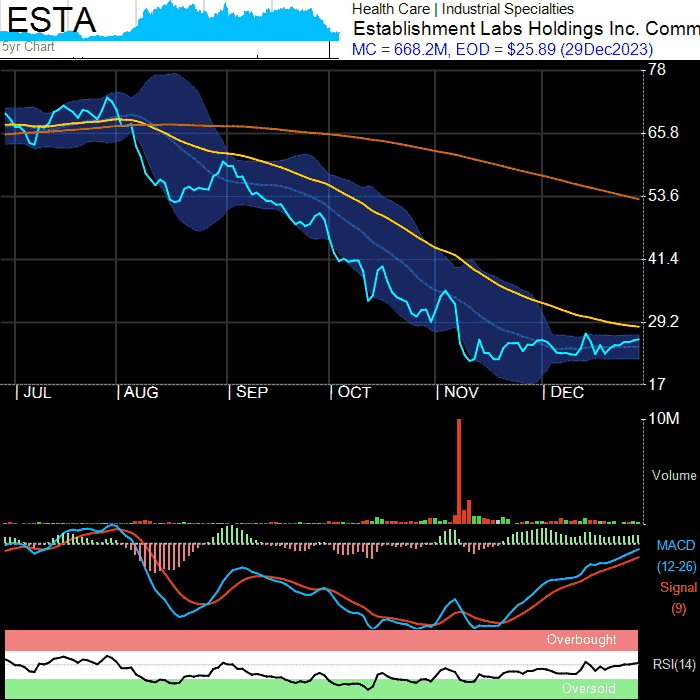 ESTA
5yr Chart
Health Care | Industrial Specialties
Establishment Labs Holdings Inc. Comm
MC = 668.2M, EOD = $25.89 (29Dec2023)
78
65.8
53.6
41.4
29.2
17
JUL AUG SEP OCT NOV DEC
10M
Volume
MACD
(12-26)
Signal
(9)
Overbought
RSI(14)
Oversold